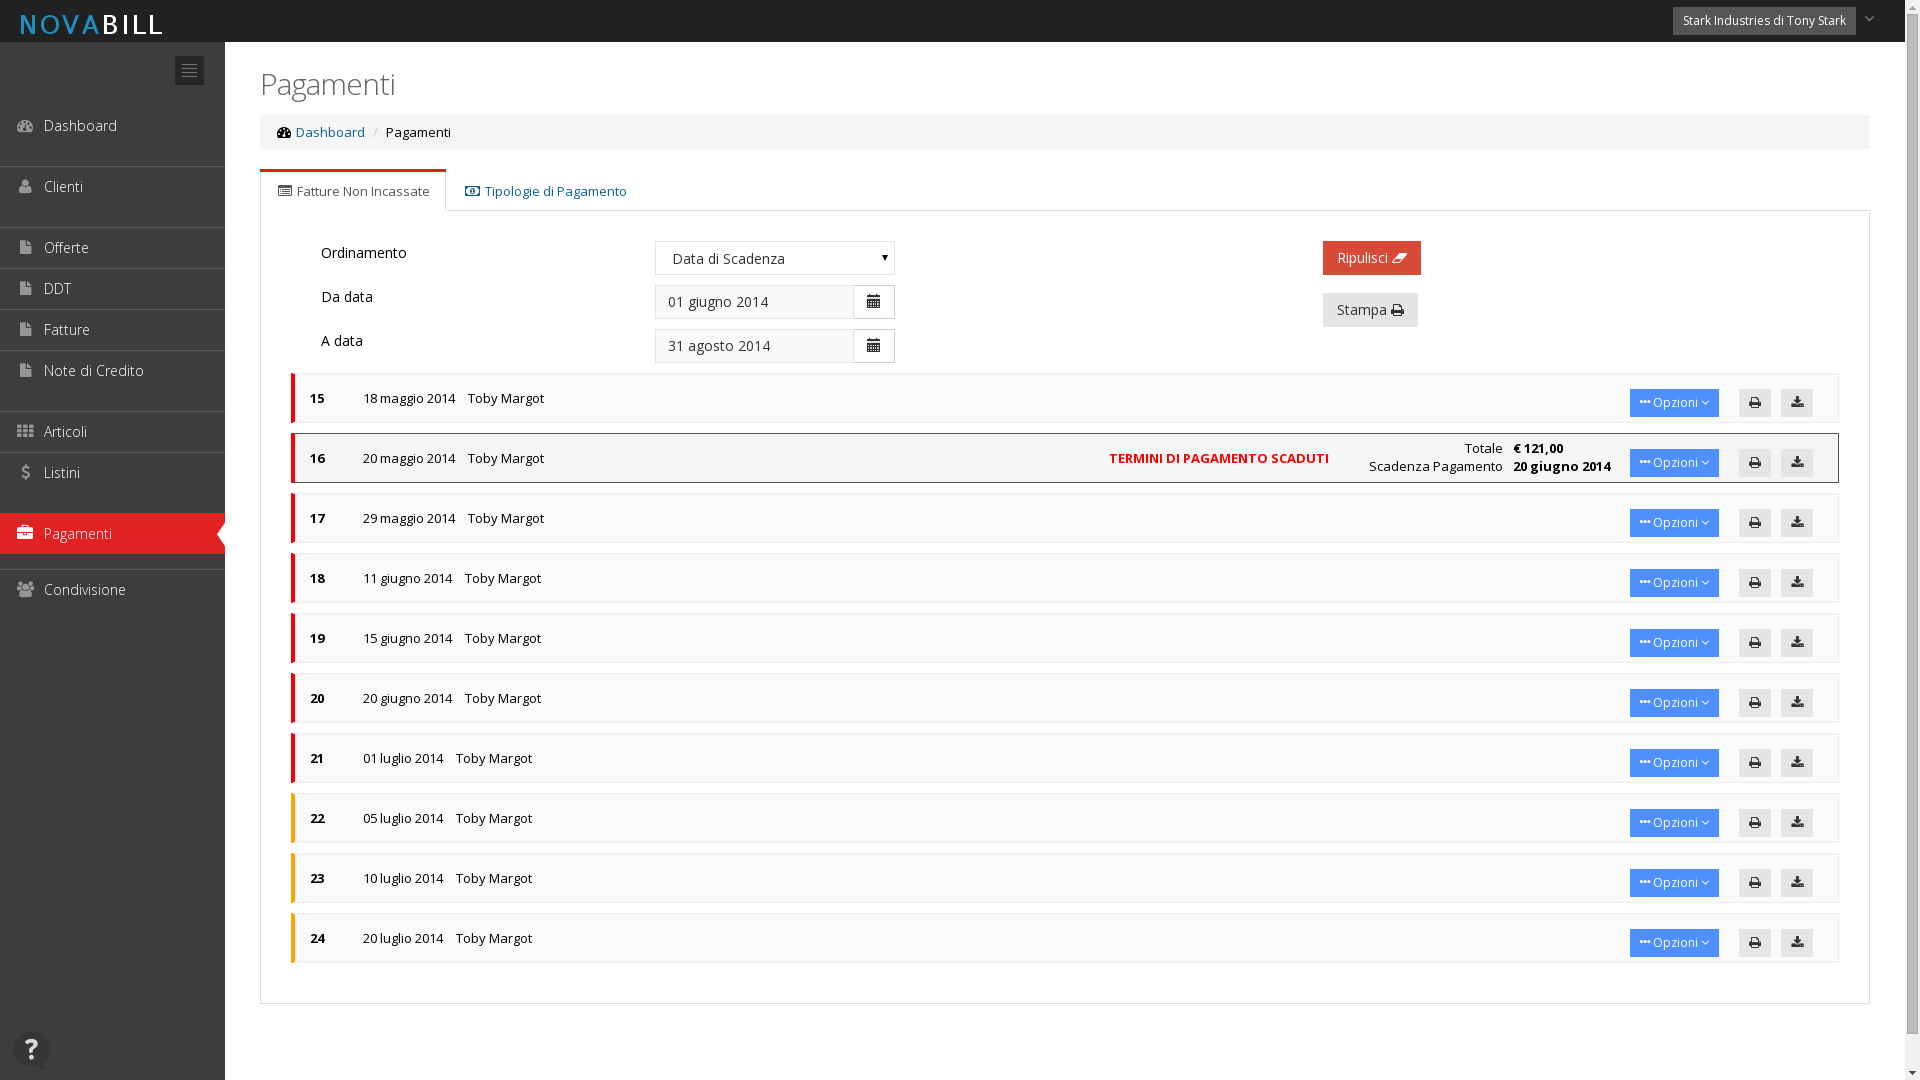 NOVABILL
Stark Industries di Tony Stark
Dashboard
Clienti
Offerte
DDT
Fatture
Note di Credito
Articoli
Listini
Pagamenti
Condivisione
?
Pagamenti
Dashboard / Pagamenti
Fatture Non Incassate
Tipologie di Pagamento
Ordinamento
Data di Scadenza
Da data
01 giugno 2014
A data
31 agosto 2014
Ripulisci
Stampa
15 18 maggio 2014 Toby Margot Opzioni
16 20 maggio 2014 Toby Margot TERMINI DI PAGAMENTO SCADUTI
Totale € 121,00
Scadenza Pagamento 20 giugno 2014
Opzioni
17 29 maggio 2014 Toby Margot Opzioni
18 11 giugno 2014 Toby Margot Opzioni
19 15 giugno 2014 Toby Margot Opzioni
20 20 giugno 2014 Toby Margot Opzioni
21 01 luglio 2014 Toby Margot Opzioni
22 05 luglio 2014 Toby Margot Opzioni
23 10 luglio 2014 Toby Margot Opzioni
24 20 luglio 2014 Toby Margot Opzioni